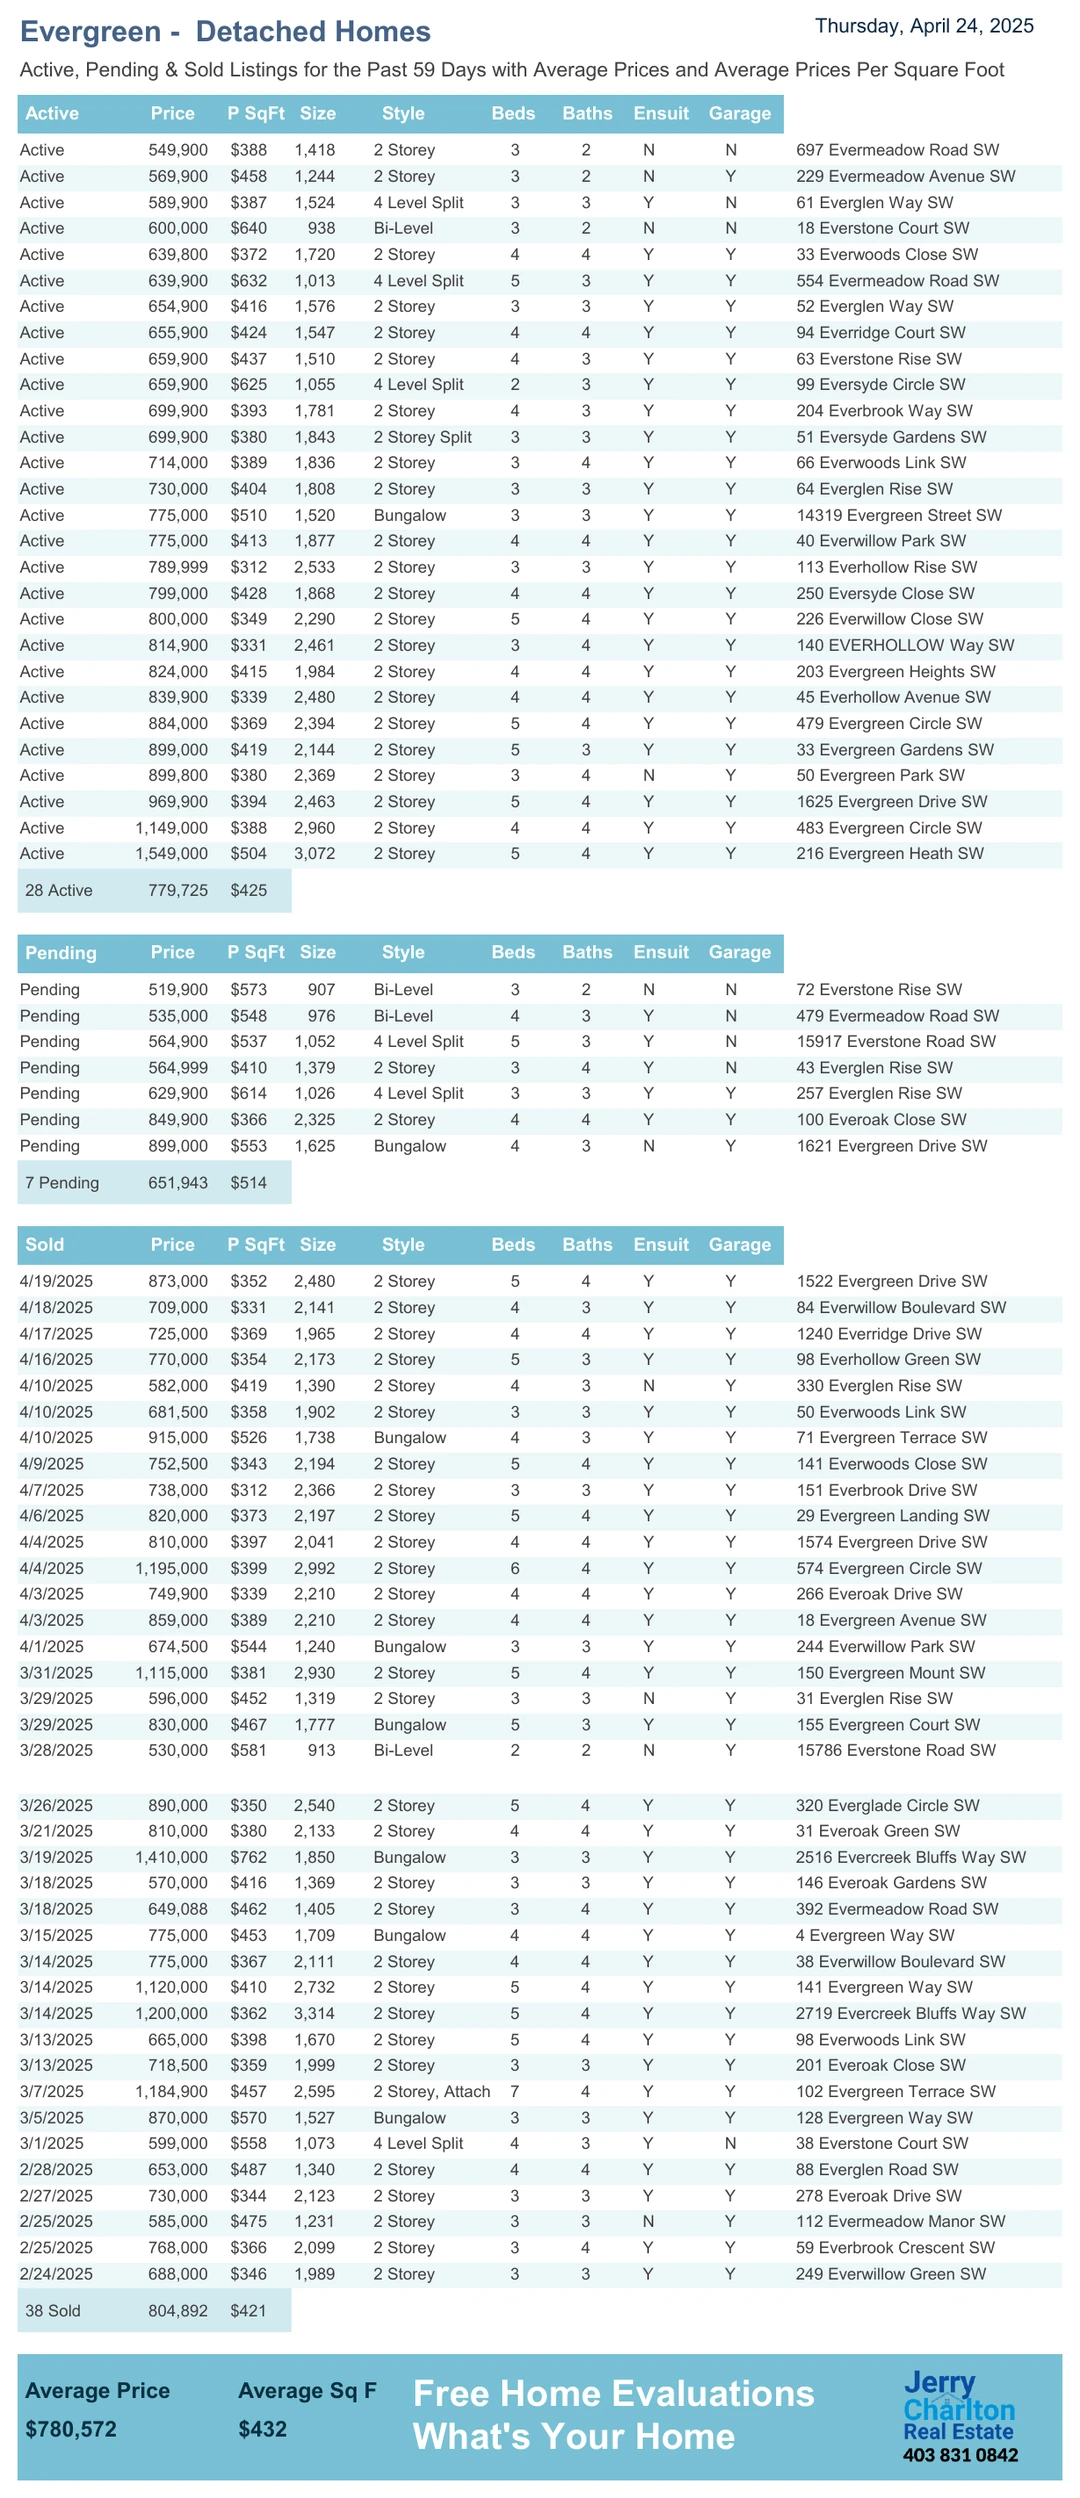 Evergreen - Detached Homes
Thursday, April 24, 2025
Active, Pending & Sold Listings for the Past 59 Days with Average Prices and Average Prices Per Square Foot
Active Price P SqFt Size Style Beds Baths Ensuit Garage
Active 549,900 $388 1,418 2 Storey 3 2 N N 697 Evermeadow Road SW
Active 569,900 $458 1,244 2 Storey 3 2 N Y 229 Evermeadow Avenue SW
Active 589,900 $387 1,524 4 Level Split 3 3 Y N 61 Everglen Way SW
Active 600,000 $640 938 Bi-Level 3 2 N N 18 Everstone Court SW
Active 639,800 $372 1,720 2 Storey 4 4 Y Y 33 Everwoods Close SW
Active 639,900 $632 1,013 4 Level Split 5 3 Y Y 554 Evermeadow Road SW
Active 654,900 $416 1,576 2 Storey 3 3 Y Y 52 Everglen Way SW
Active 655,900 $424 1,547 2 Storey 4 4 Y Y 94 Everridge Court SW
Active 659,900 $437 1,510 2 Storey 4 3 Y Y 63 Everstone Rise SW
Active 659,900 $625 1,055 4 Level Split 2 3 Y Y 99 Eversyde Circle SW
Active 699,900 $393 1,781 2 Storey 4 3 Y Y 204 Everbrook Way SW
Active 699,900 $380 1,843 2 Storey Split 3 3 Y Y 51 Eversyde Gardens SW
Active 714,000 $389 1,836 2 Storey 3 4 Y Y 66 Everwoods Link SW
Active 730,000 $404 1,808 2 Storey 3 3 Y Y 64 Everglen Rise SW
Active 775,000 $510 1,520 Bungalow 3 3 Y Y 14319 Evergreen Street SW
Active 775,000 $413 1,877 2 Storey 4 4 Y Y 40 Everwillow Park SW
Active 789,999 $312 2,533 2 Storey 3 3 Y Y 113 Everhollow Rise SW
Active 799,000 $428 1,868 2 Storey 4 4 Y Y 250 Eversyde Close SW
Active 800,000 $349 2,290 2 Storey 5 4 Y Y 226 Everwillow Close SW
Active 814,900 $331 2,461 2 Storey 3 4 Y Y 140 EVERHOLLOW Way SW
Active 824,000 $415 1,984 2 Storey 4 4 Y Y 203 Evergreen Heights SW
Active 839,900 $339 2,480 2 Storey 4 4 Y Y 45 Everhollow Avenue SW
Active 884,000 $369 2,394 2 Storey 5 4 Y Y 479 Evergreen Circle SW
Active 899,000 $419 2,144 2 Storey 5 3 Y Y 33 Evergreen Gardens SW
Active 899,800 $380 2,369 2 Storey 3 4 N Y 50 Evergreen Park SW
Active 969,900 $394 2,463 2 Storey 5 4 Y Y 1625 Evergreen Drive SW
Active 1,149,000 $388 2,960 2 Storey 4 4 Y Y 483 Evergreen Circle SW
Active 1,549,000 $504 3,072 2 Storey 5 4 Y Y 216 Evergreen Heath SW
28 Active 779,725 $425
Pending Price P SqFt Size Style Beds Baths Ensuit Garage
Pending 519,900 $573 907 Bi-Level 3 2 N N 72 Everstone Rise SW
Pending 535,000 $548 976 Bi-Level 4 3 Y N 479 Evermeadow Road SW
Pending 564,900 $537 1,052 4 Level Split 5 3 Y N 15917 Everstone Road SW
Pending 564,999 $410 1,379 2 Storey 3 4 Y N 43 Everglen Rise SW
Pending 629,900 $614 1,026 4 Level Split 3 3 Y Y 257 Everglen Rise SW
Pending 849,900 $366 2,325 2 Storey 4 4 Y Y 100 Everoak Close SW
Pending 899,000 $553 1,625 Bungalow 4 3 N Y 1621 Evergreen Drive SW
7 Pending 651,943 $514
Sold Price P SqFt Size Style Beds Baths Ensuit Garage
4/19/2025 873,000 $352 2,480 2 Storey 5 4 Y Y 1522 Evergreen Drive SW
4/18/2025 709,000 $331 2,141 2 Storey 4 3 Y Y 84 Everwillow Boulevard SW
4/17/2025 725,000 $369 1,965 2 Storey 4 4 Y Y 1240 Everridge Drive SW
4/16/2025 770,000 $354 2,173 2 Storey 5 3 Y Y 98 Everhollow Green SW
4/10/2025 582,000 $419 1,390 2 Storey 4 3 N Y 330 Everglen Rise SW
4/10/2025 681,500 $358 1,902 2 Storey 3 3 Y Y 50 Everwoods Link SW
4/10/2025 915,000 $526 1,738 Bungalow 4 3 Y Y 71 Evergreen Terrace SW
4/9/2025 752,500 $343 2,194 2 Storey 5 4 Y Y 141 Everwoods Close SW
4/7/2025 738,000 $312 2,366 2 Storey 3 3 Y Y 151 Everbrook Drive SW
4/6/2025 820,000 $373 2,197 2 Storey 5 4 Y Y 29 Evergreen Landing SW
4/4/2025 810,000 $397 2,041 2 Storey 4 4 Y Y 1574 Evergreen Drive SW
4/4/2025 1,195,000 $399 2,992 2 Storey 6 4 Y Y 574 Evergreen Circle SW
4/3/2025 749,900 $339 2,210 2 Storey 4 4 Y Y 266 Everoak Drive SW
4/3/2025 859,000 $389 2,210 2 Storey 4 4 Y Y 18 Evergreen Avenue SW
4/1/2025 674,500 $544 1,240 Bungalow 3 3 Y Y 244 Everwillow Park SW
3/31/2025 1,115,000 $381 2,930 2 Storey 5 4 Y Y 150 Evergreen Mount SW
3/29/2025 596,000 $452 1,319 2 Storey 3 3 N Y 31 Everglen Rise SW
3/29/2025 830,000 $467 1,777 Bungalow 5 3 Y Y 155 Evergreen Court SW
3/28/2025 530,000 $581 913 Bi-Level 2 2 N Y 15786 Everstone Road SW
3/26/2025 890,000 $350 2,540 2 Storey 5 4 Y Y 320 Everglade Circle SW
3/21/2025 810,000 $380 2,133 2 Storey 4 4 Y Y 31 Everoak Green SW
3/19/2025 1,410,000 $762 1,850 Bungalow 3 3 Y Y 2516 Evercreek Bluffs Way SW
3/18/2025 570,000 $416 1,369 2 Storey 3 3 Y Y 146 Everoak Gardens SW
3/18/2025 649,088 $462 1,405 2 Storey 3 4 Y Y 392 Evermeadow Road SW
3/15/2025 775,000 $453 1,709 Bungalow 4 4 Y Y 4 Evergreen Way SW
3/14/2025 775,000 $367 2,111 2 Storey 4 4 Y Y 38 Everwillow Boulevard SW
3/14/2025 1,120,000 $410 2,732 2 Storey 5 4 Y Y 141 Evergreen Way SW
3/14/2025 1,200,000 $362 3,314 2 Storey 5 4 Y Y 2719 Evercreek Bluffs Way SW
3/13/2025 665,000 $398 1,670 2 Storey 5 4 Y Y 98 Everwoods Link SW
3/13/2025 718,500 $359 1,999 2 Storey 3 3 Y Y 201 Everoak Close SW
3/7/2025 1,184,900 $457 2,595 2 Storey, Attach 7 4 Y Y 102 Evergreen Terrace SW
3/5/2025 870,000 $570 1,527 Bungalow 3 3 Y Y 128 Evergreen Way SW
3/1/2025 599,000 $558 1,073 4 Level Split 4 3 Y N 38 Everstone Court SW
2/28/2025 653,000 $487 1,340 2 Storey 4 4 Y Y 88 Everglen Road SW
2/27/2025 730,000 $344 2,123 2 Storey 3 3 Y Y 278 Everoak Drive SW
2/25/2025 585,000 $475 1,231 2 Storey 3 3 N Y 112 Evermeadow Manor SW
2/25/2025 768,000 $366 2,099 2 Storey 3 4 Y Y 59 Everbrook Crescent SW
2/24/2025 688,000 $346 1,989 2 Storey 3 3 Y Y 249 Everwillow Green SW
38 Sold 804,892 $421
Average Price Average Sq F
$780,572 $432
Free Home Evaluations
What's Your Home
Jerry
Charlton
Real Estate
403 831 0842